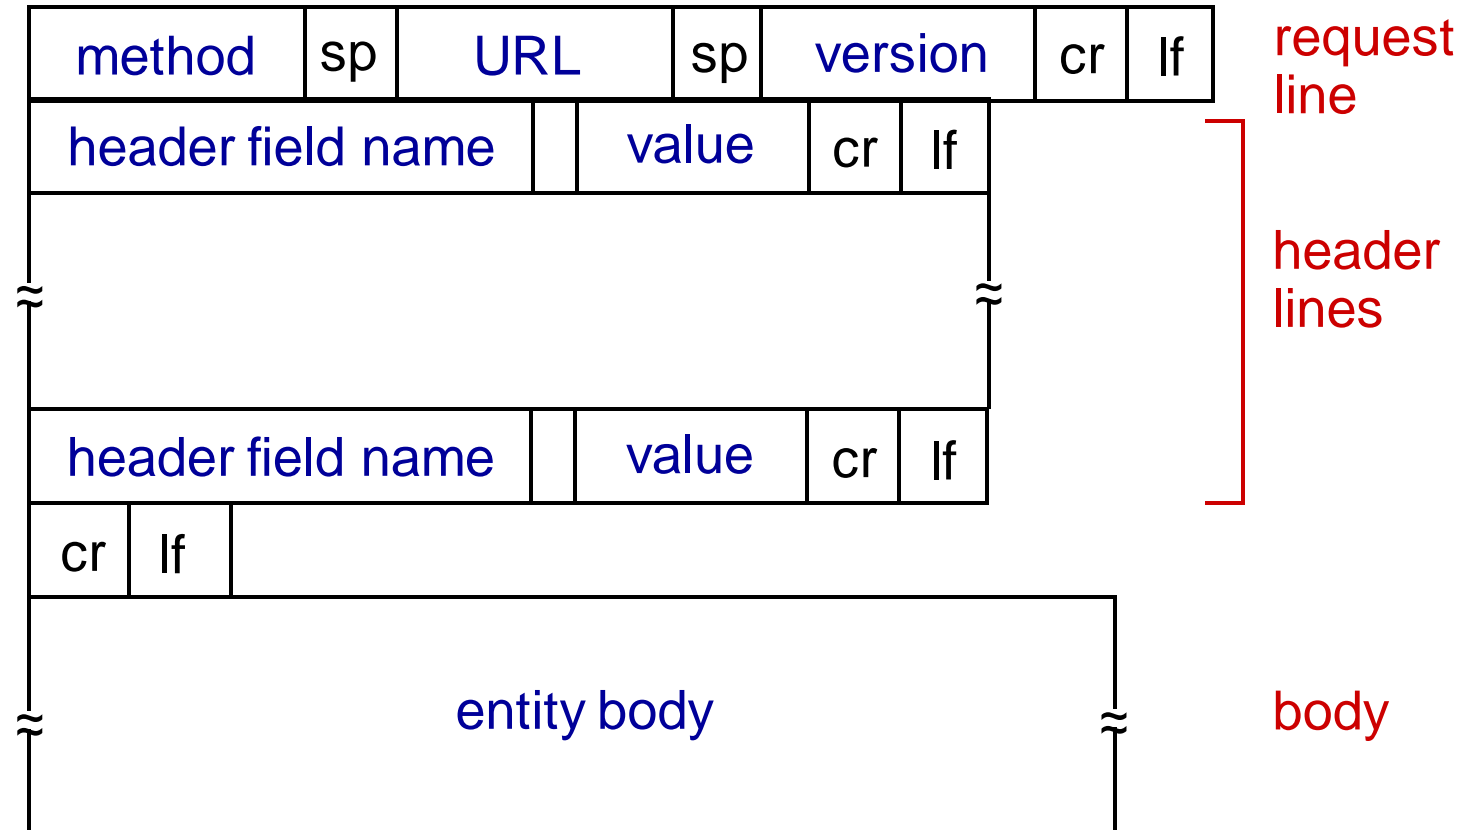 method sp URL sp version cr lf request
line
header field name value cr lf
header
lines
≈ ≈
header field name value cr lf
cr lf
≈ entity body ≈ body